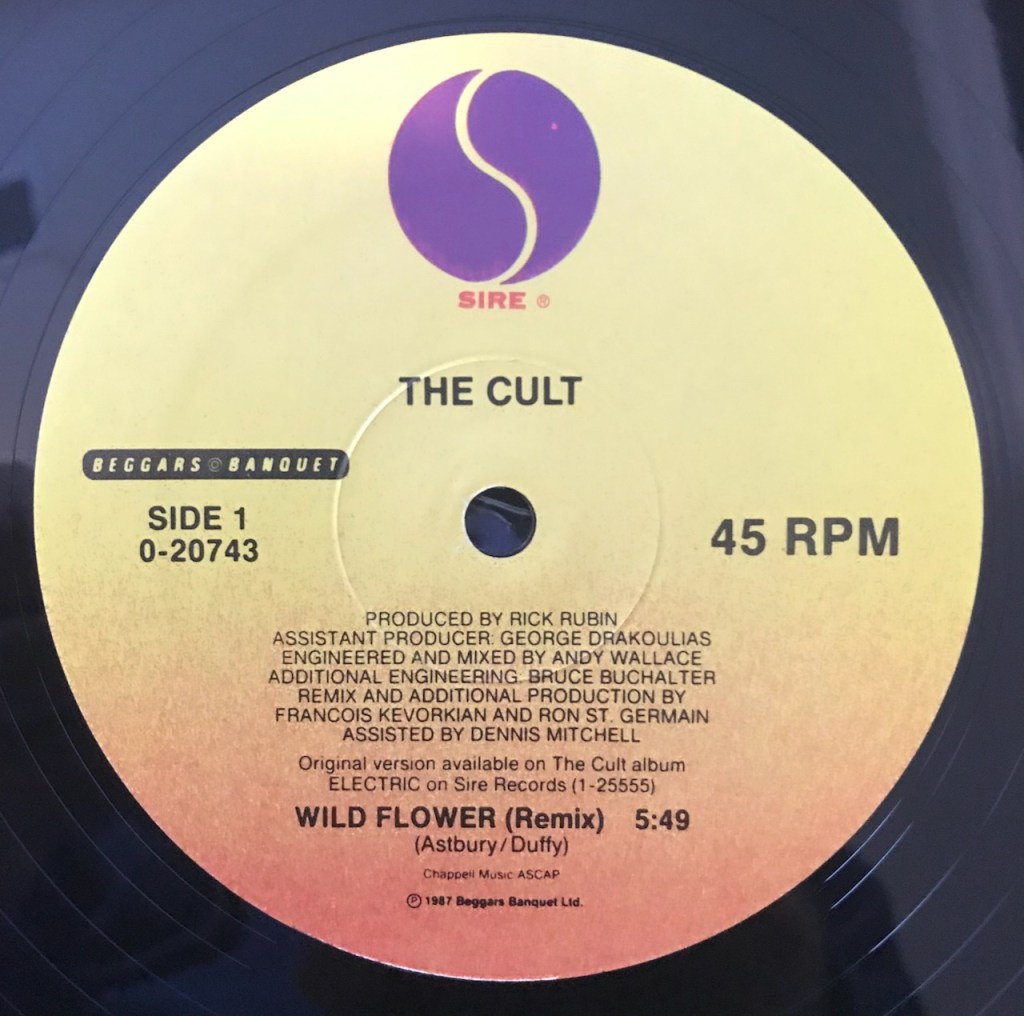 SIRE ®
THE CULT
BEGGARS BANQUET
SIDE 1
0-20743
45 RPM
PRODUCED BY RICK RUBIN
ASSISTANT PRODUCER: GEORGE DRAKOULIAS
ENGINEERED AND MIXED BY ANDY WALLACE
ADDITIONAL ENGINEERING: BRUCE BUCHALTER
REMIX AND ADDITIONAL PRODUCTION BY
FRANCOIS KEVORKIAN AND RON ST. GERMAIN
ASSISTED BY DENNIS MITCHELL
Original version available on The Cult album
ELECTRIC on Sire Records (1-25555)
WILD FLOWER (Remix) 5:49
(Astbury/Duffy)
Chappell Music ASCAP
℗ 1987 Beggars Banquet Ltd.